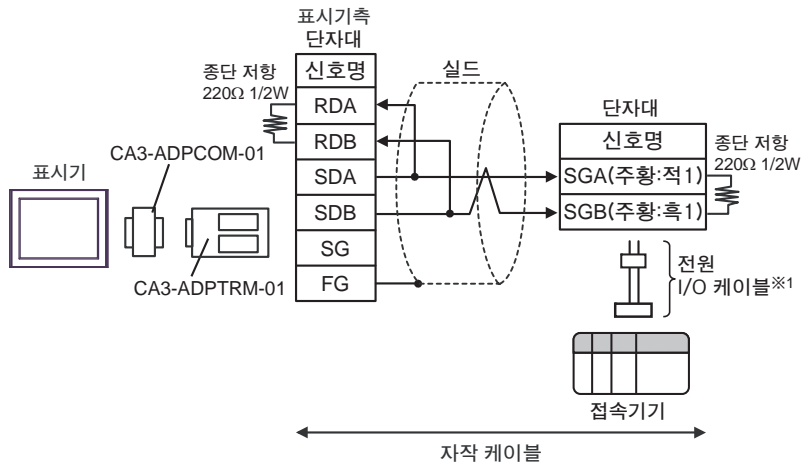 표시기측
단자대
종단 저항
220Ω 1/2W
신호명
RDA
RDB
SDA
SDB
SG
FG
실드
단자대
신호명
SGA(주황:적1)
SGB(주황:흑1)
종단 저항
220Ω 1/2W
표시기
CA3-ADPCOM-01
CA3-ADPTRM-01
전원
I/O 케이블※1
접속기기
자작 케이블